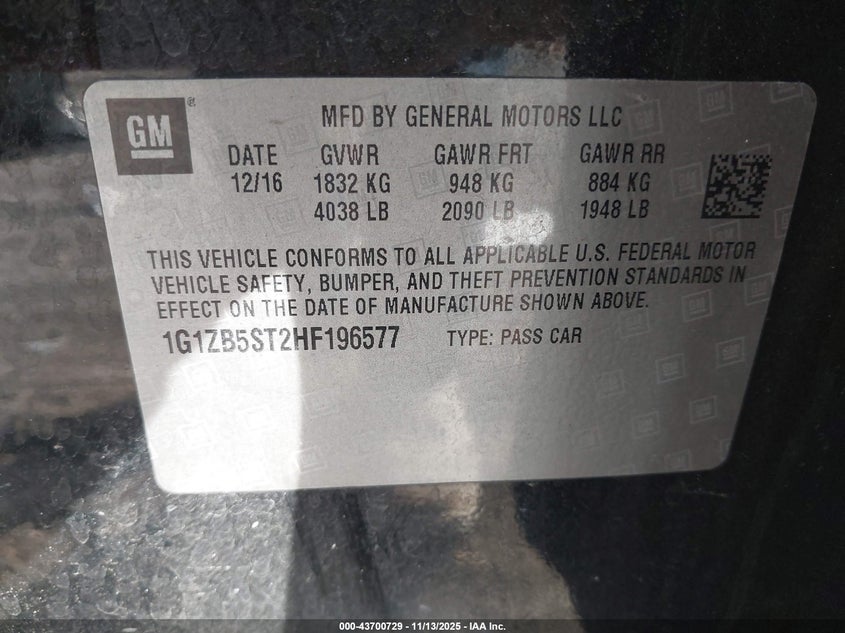 GM ®
MFD BY GENERAL MOTORS LLC
DATE GVWR GAWR FRT GAWR RR
12/16 1832 KG 948 KG 884 KG
4038 LB 2090 LB 1948 LB
THIS VEHICLE CONFORMS TO ALL APPLICABLE U.S. FEDERAL MOTOR
VEHICLE SAFETY, BUMPER, AND THEFT PREVENTION STANDARDS IN
EFFECT ON THE DATE OF MANUFACTURE SHOWN ABOVE.
1G1ZB5ST2HF196577 TYPE: PASS CAR
000-43700729 - 11/13/2025 - IAA Inc.